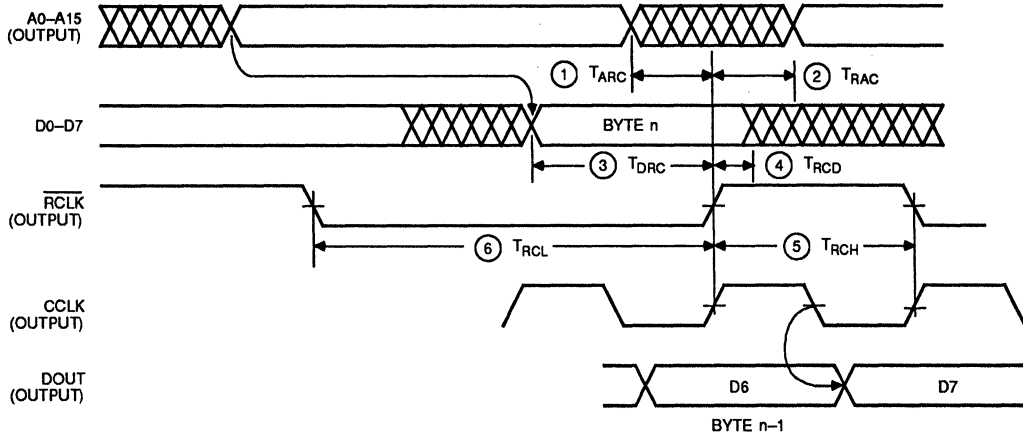 A0–A15
(OUTPUT)
1 TARC
2 TRAC
D0–D7
BYTE n
3 TDRC
4 TRCD
RCLK
(OUTPUT)
6 TRCL
5 TRCH
CCLK
(OUTPUT)
DOUT
(OUTPUT)
D6
D7
BYTE n–1